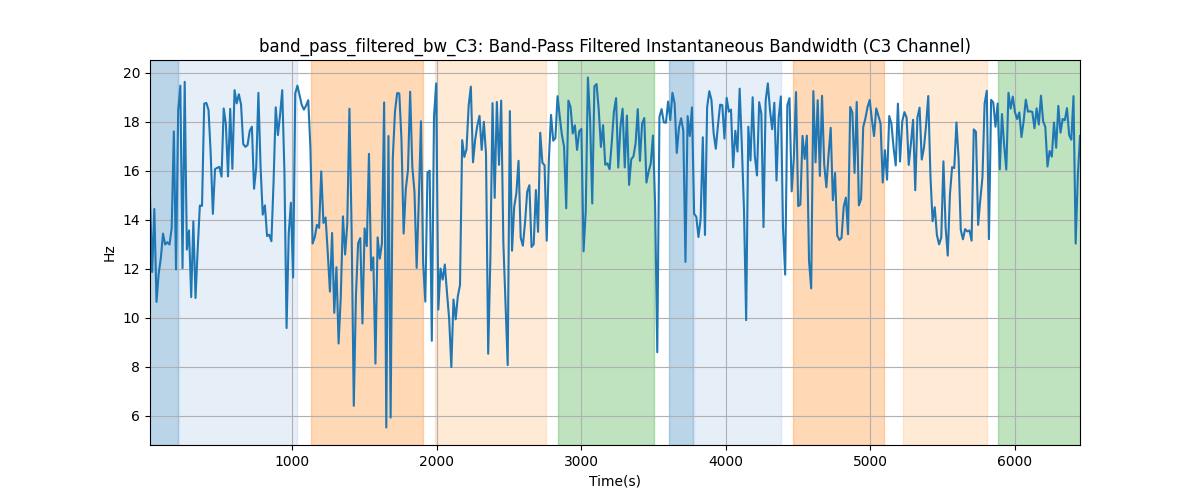 band_pass_filtered_bw_C3: Band-Pass Filtered Instantaneous Bandwidth (C3 Channel)
20
18
16
14
12
10
8
6
Hz
1000 2000 3000 4000 5000 6000
Time(s)